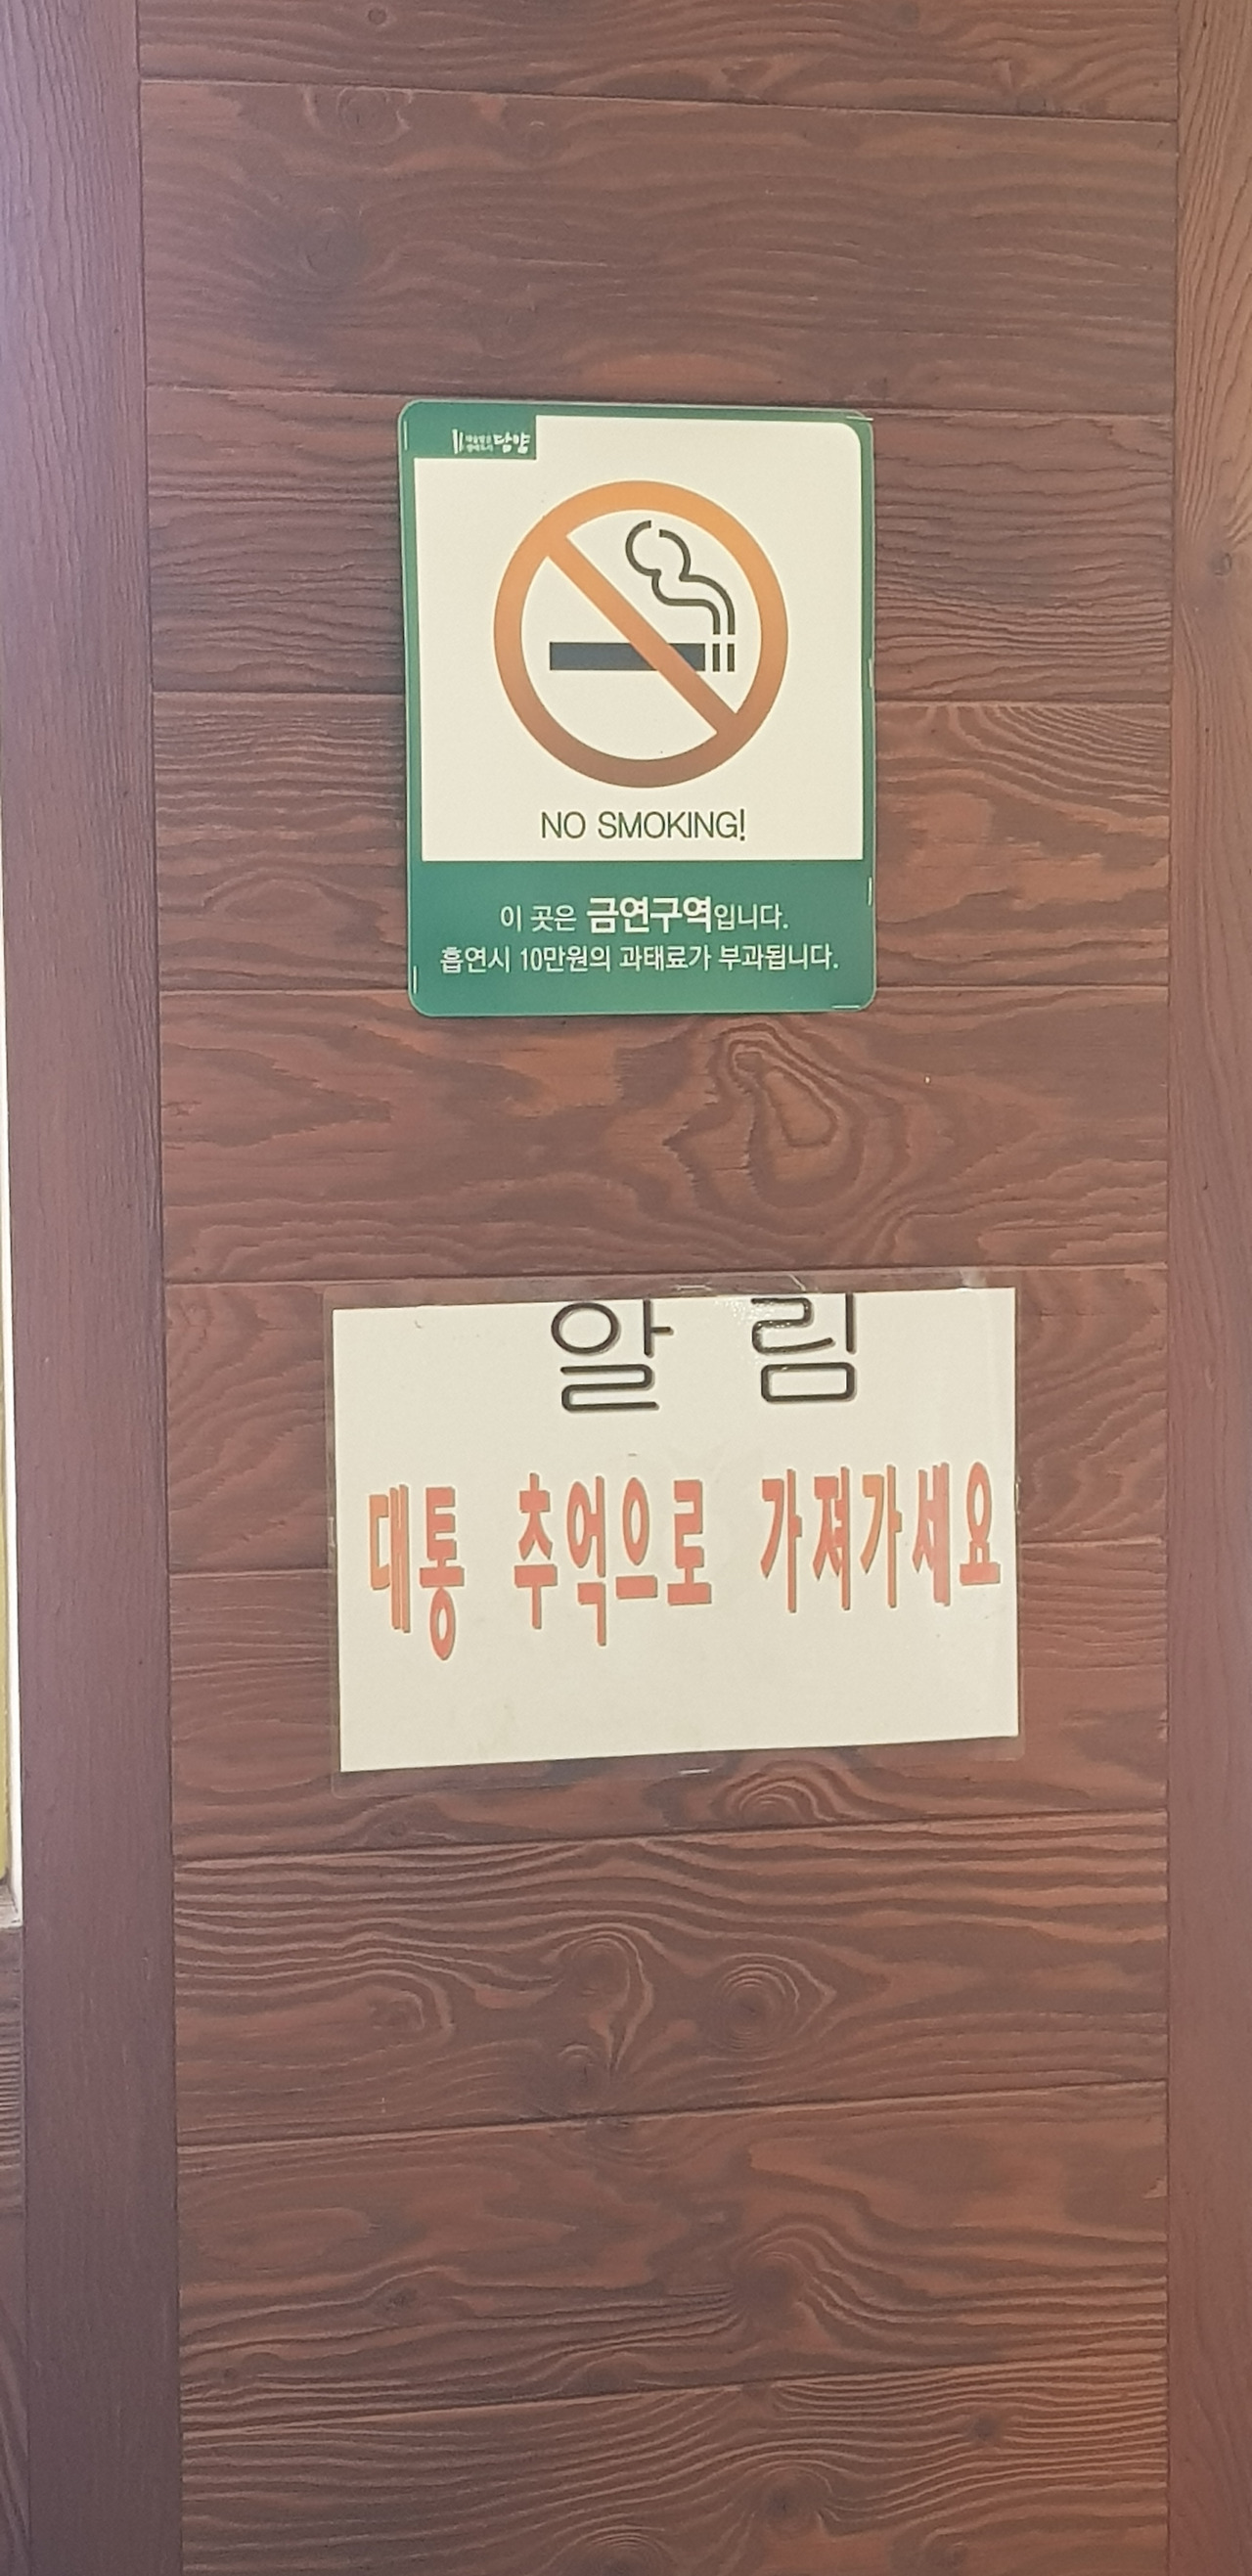 담양
NO SMOKING!
이 곳은 금연구역입니다.
흡연시 10만원의 과태료가 부과됩니다.
알 림
대통 추억으로 가져가세요